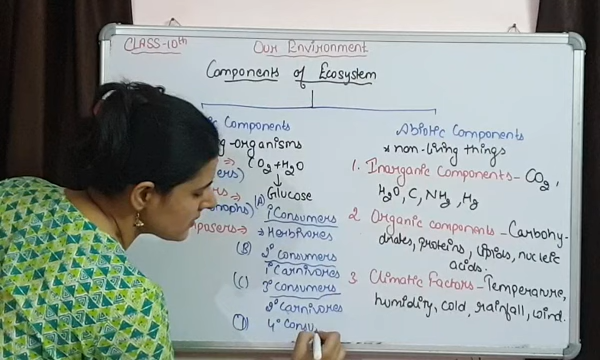 CLASS-10th
Our Environment
Components of Ecosystem
Components
organisms
CO2 + H2O
↓
Glucose
(A) 1° Consumers
→ Herbivores
(B) 2° Consumers
1° Carnivores
(C) 3° Consumers
2° Carnivores
(D) 4° Consu
Abiotic Components
* non-living things
1. Inorganic Components - CO2,
H2O, C, NH3, H2
2. Organic components - Carbohy-
drates, proteins, lipids, nucleic
acids.
3 Climatic Factors - Temperature,
humidity, cold, rainfall, wind.